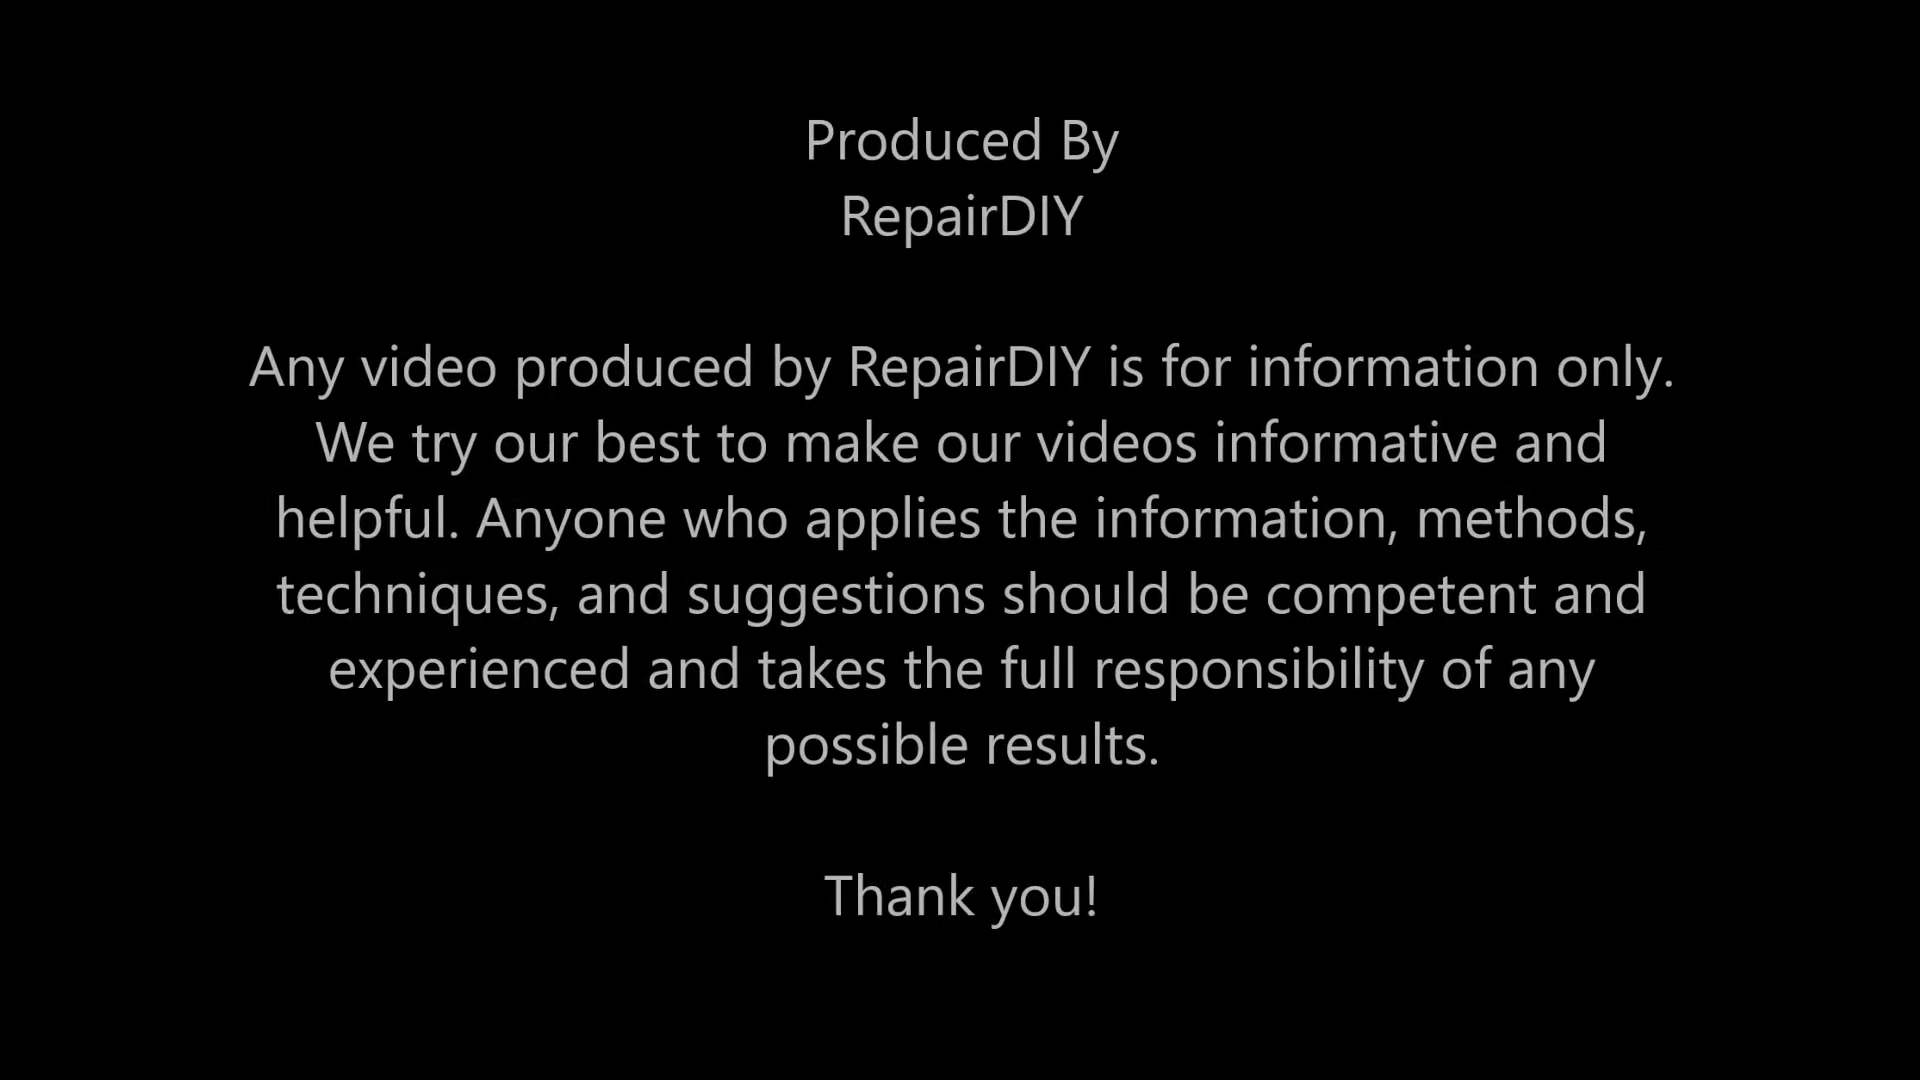 Produced By
RepairDIY
Any video produced by RepairDIY is for information only.
We try our best to make our videos informative and
helpful. Anyone who applies the information, methods,
techniques, and suggestions should be competent and
experienced and takes the full responsibility of any
possible results.
Thank you!